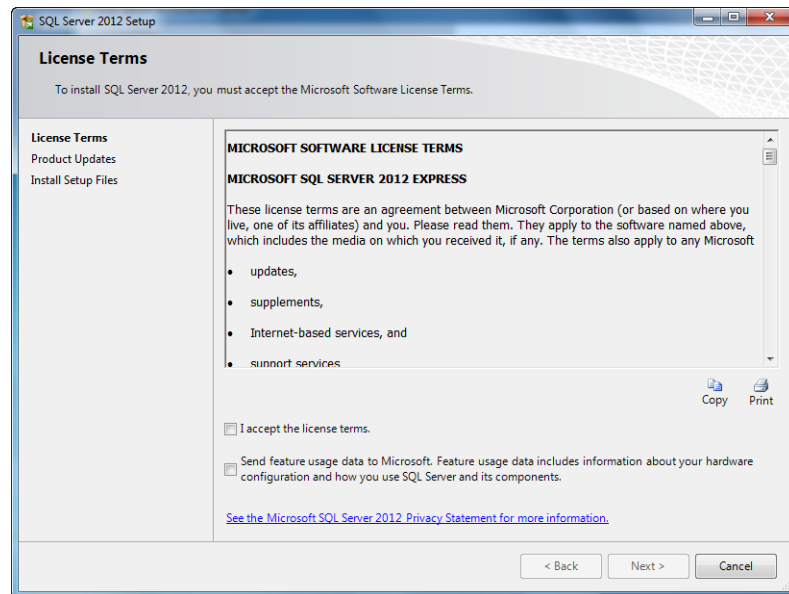 SQL Server 2012 Setup
License Terms
To install SQL Server 2012, you must accept the Microsoft Software License Terms.
License Terms
Product Updates
Install Setup Files
MICROSOFT SOFTWARE LICENSE TERMS
MICROSOFT SQL SERVER 2012 EXPRESS
These license terms are an agreement between Microsoft Corporation (or based on where you
live, one of its affiliates) and you. Please read them. They apply to the software named above,
which includes the media on which you received it, if any. The terms also apply to any Microsoft
• updates,
• supplements,
• Internet-based services, and
• support services
Copy Print
I accept the license terms.
Send feature usage data to Microsoft. Feature usage data includes information about your hardware
configuration and how you use SQL Server and its components.
See the Microsoft SQL Server 2012 Privacy Statement for more information.
< Back Next > Cancel